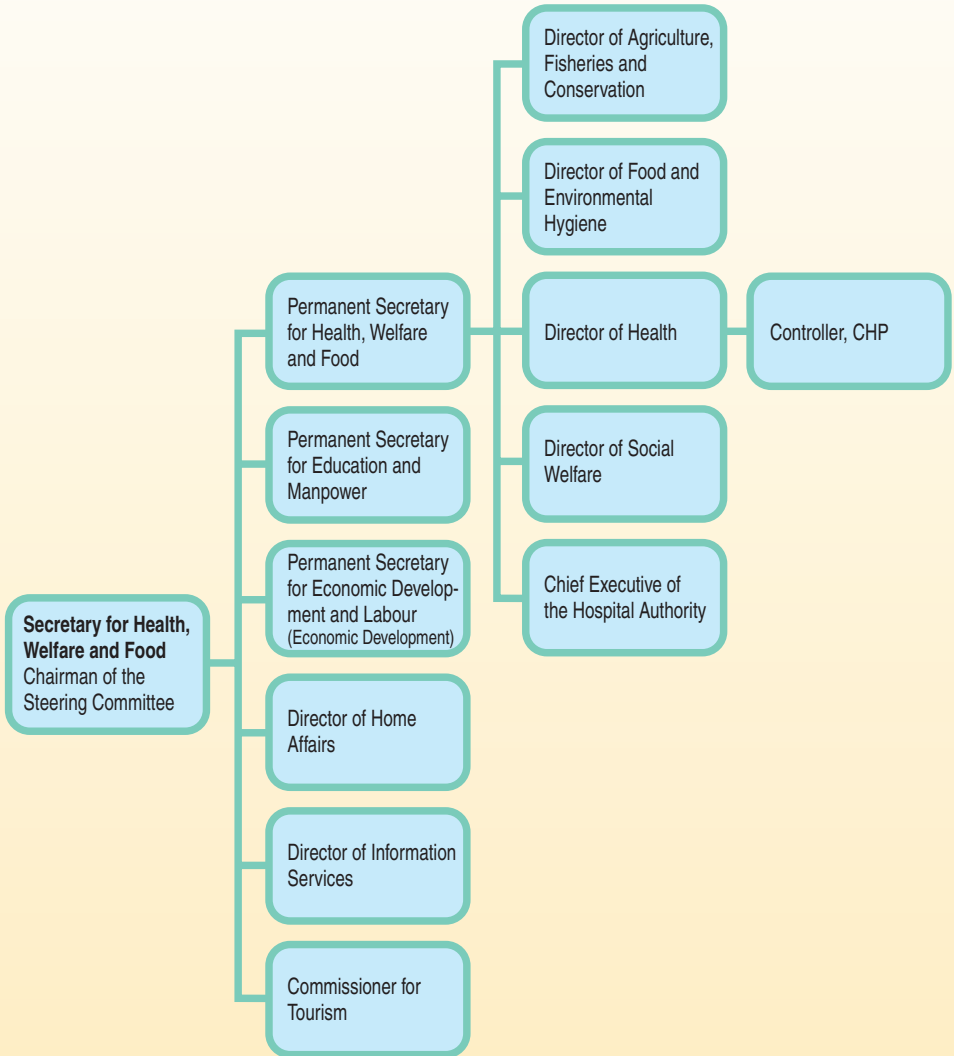 Secretary for Health,
Welfare and Food
Chairman of the
Steering Committee
Permanent Secretary
for Health, Welfare
and Food
Permanent Secretary
for Education and
Manpower
Permanent Secretary
for Economic Develop-
ment and Labour
(Economic Development)
Director of Home
Affairs
Director of Information
Services
Commissioner for
Tourism
Director of Agriculture,
Fisheries and
Conservation
Director of Food and
Environmental
Hygiene
Director of Health
Director of Social
Welfare
Chief Executive of
the Hospital Authority
Controller, CHP